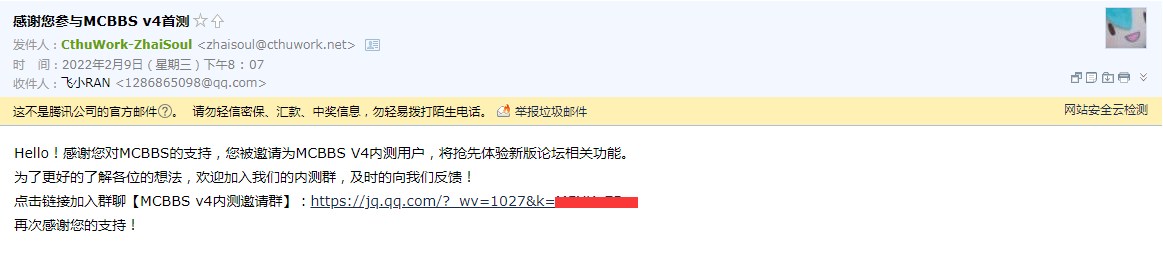 感谢您参与MCBBS v4首测
发件人：CthuWork-ZhaiSoul <zhaisoul@cthuwork.net>
时　间：2022年2月9日（星期三）下午8：07
收件人：飞小RAN <1286865098@qq.com>
这不是腾讯公司的官方邮件?。 请勿轻信密保、汇款、中奖信息，勿轻易拨打陌生电话。 举报垃圾邮件 网站安全云检测
Hello！感谢您对MCBBS的支持，您被邀请为MCBBS V4内测用户，将抢先体验新版论坛相关功能。
为了更好的了解各位的想法，欢迎加入我们的内测群，及时的向我们反馈！
点击链接加入群聊【MCBBS v4内测邀请群】：https://jq.qq.com/?_wv=1027&k=
再次感谢您的支持！